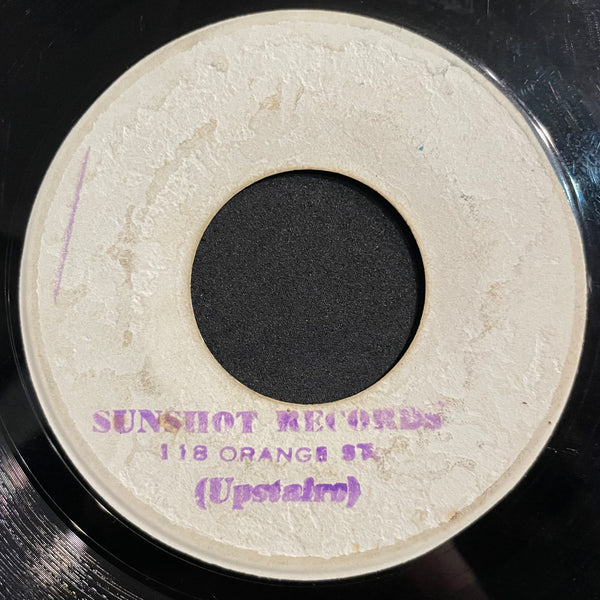 SUNSHOT RECORDS
118 ORANGE ST.
(Upstairs)